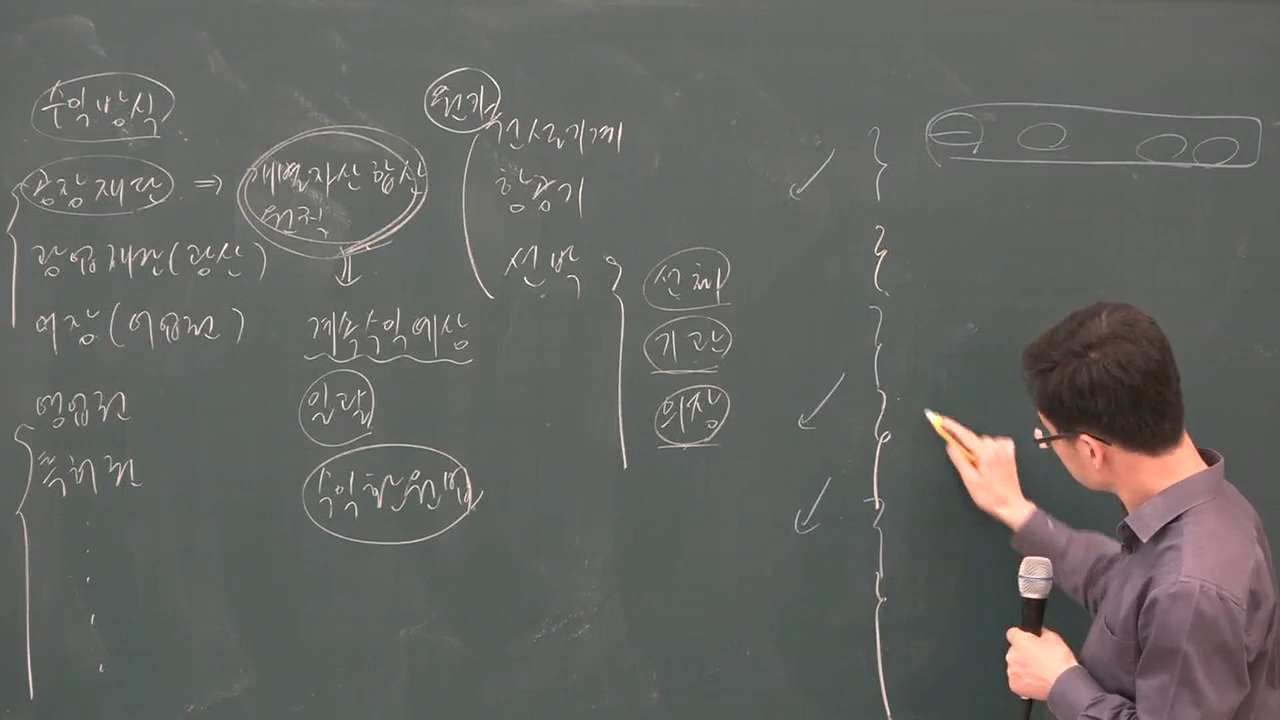 수익방식
공장재단 ⇒ 개별자산합산
원칙
광업재단(광산)
어장(어업권)
계속수익예상
영업권
일괄
특허권
수익환원법
원가
건설기계
항공기
선박
선체
기관
의장